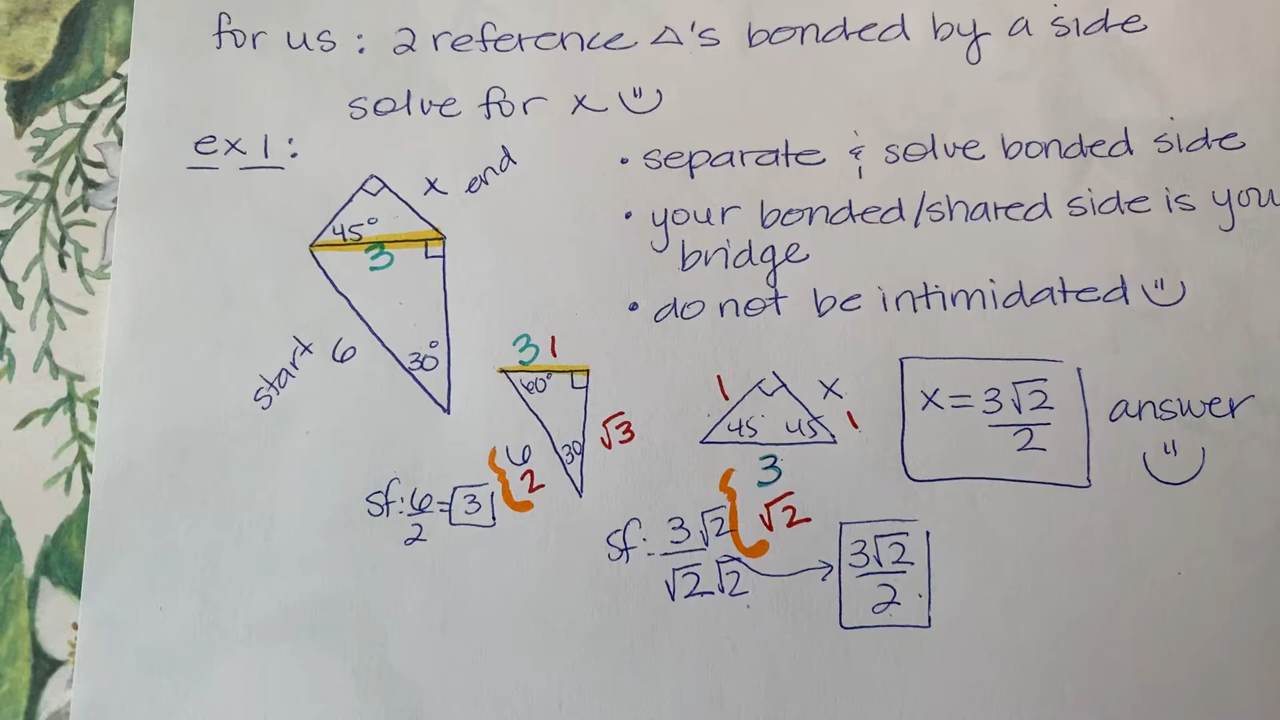 for us : 2 reference △'s bonded by a side
solve for x
ex 1 :
• separate & solve bonded side
• your bonded/shared side is you
bridge
• do not be intimidated
x end
45°
3
start 6
30°
3 1
60°
√3
30
6
2
sf: 6/2 = 3
1
x
45 45
1
3
√2
sf: 3√2/√2√2
3√2/2
x = 3√2/2
answer